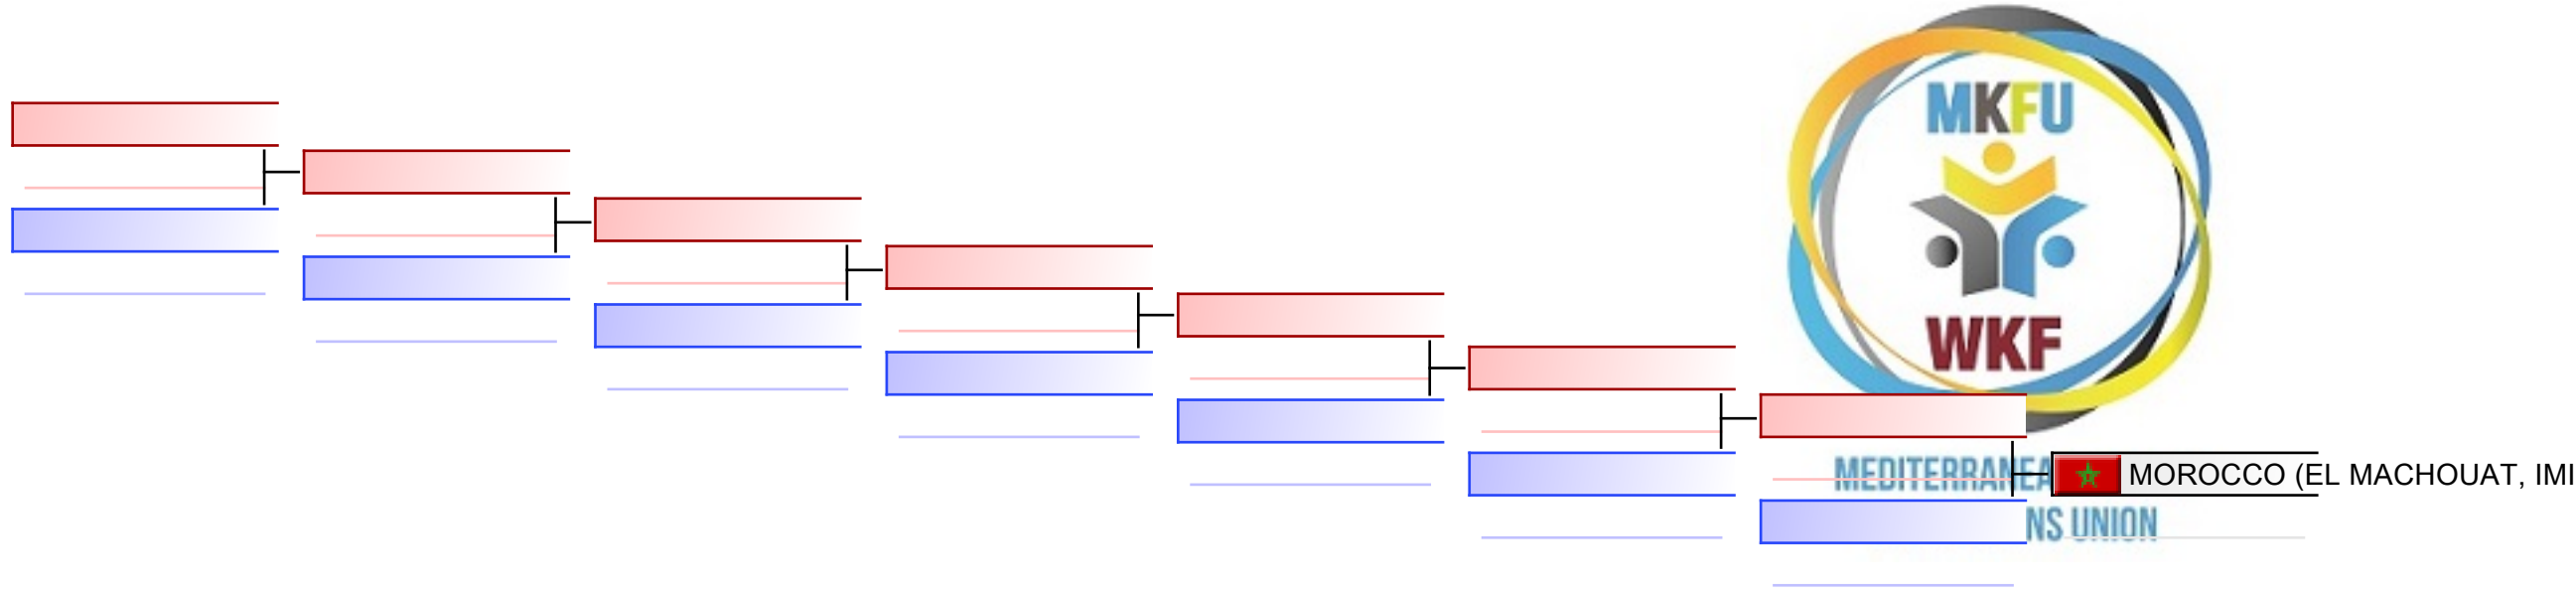 MKFU
WKF
MEDITERRANEA
MOROCCO (EL MACHOUAT, IMI
NS UNION